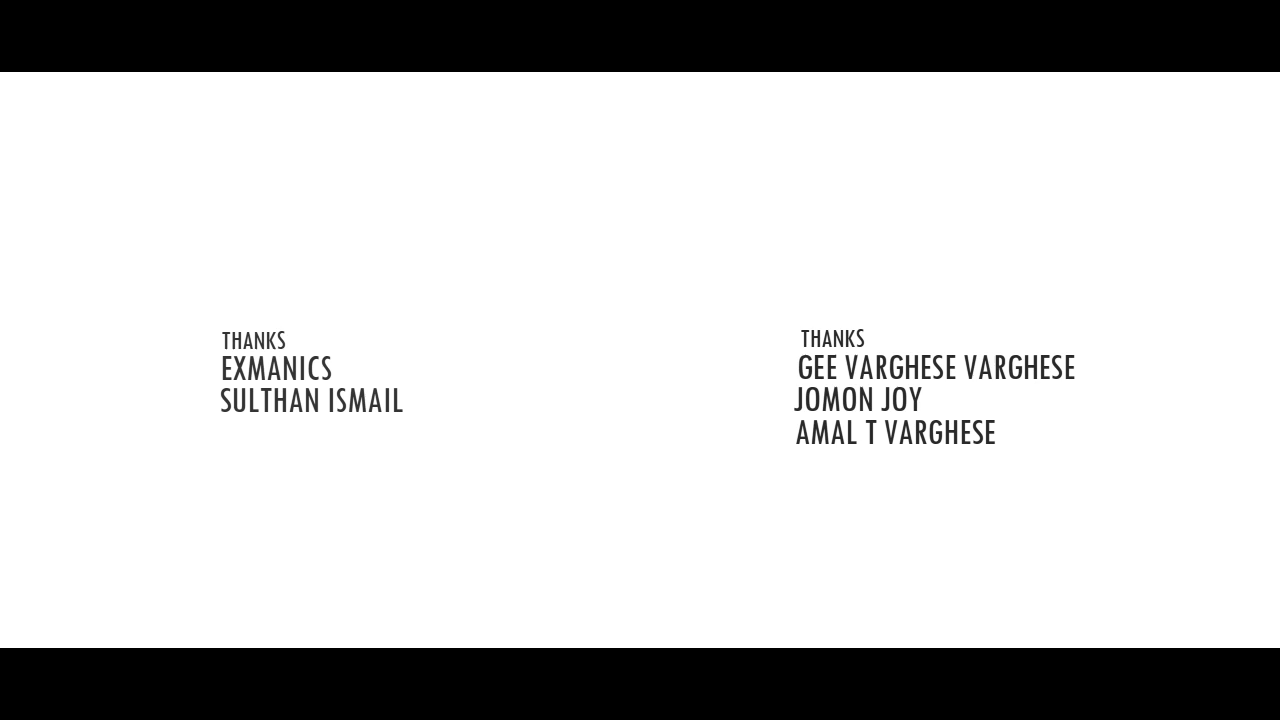 THANKS
EXMANICS
SULTHAN ISMAIL
THANKS
GEE VARGHESE VARGHESE
JOMON JOY
AMAL T VARGHESE